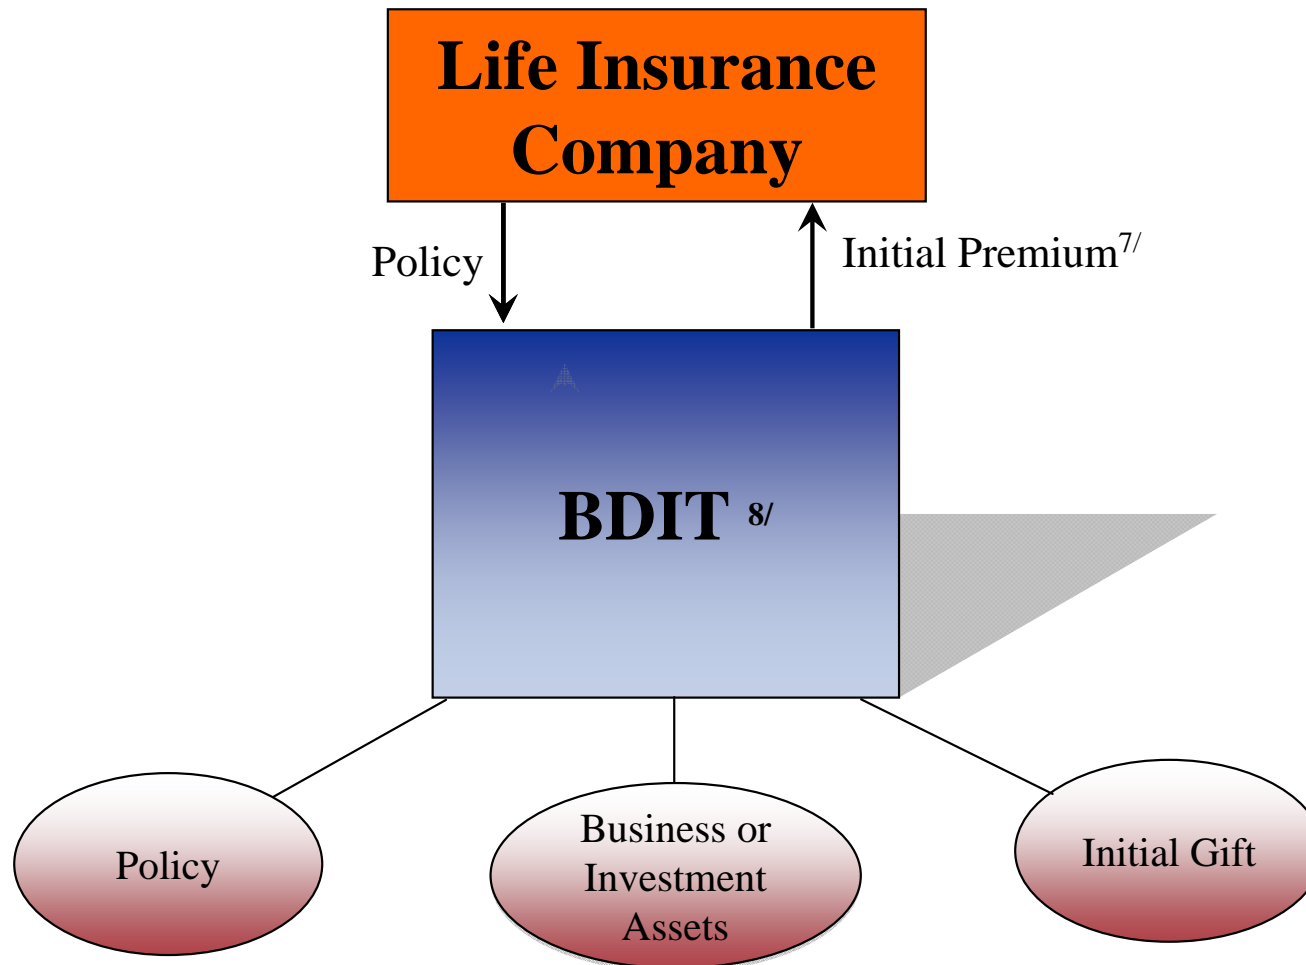 Life Insurance
Company
Policy
Initial Premium7/
BDIT 8/
Policy
Business or
Investment
Assets
Initial Gift